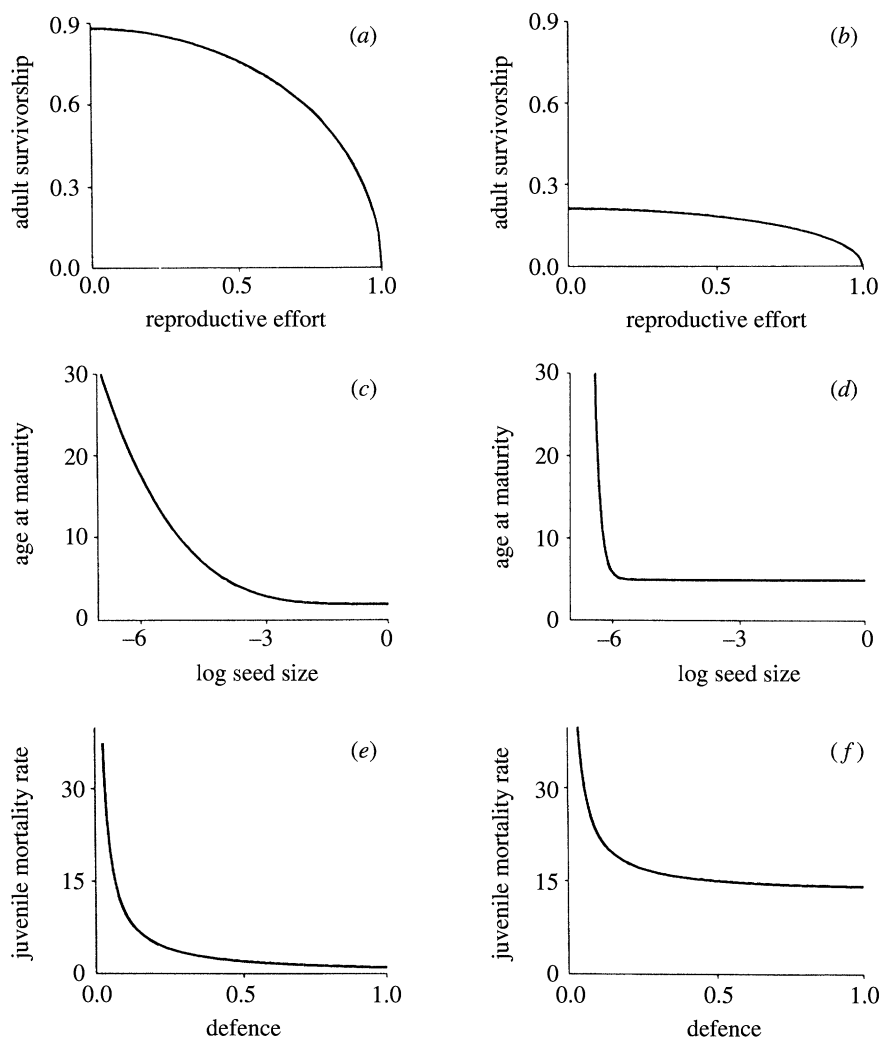 (a)
adult survivorship
0.9
0.6
0.3
0.0
0.0 0.5 1.0
reproductive effort
(b)
adult survivorship
0.9
0.6
0.3
0.0
0.0 0.5 1.0
reproductive effort
(c)
age at maturity
30
20
10
0
–6 –3 0
log seed size
(d)
age at maturity
30
20
10
0
–6 –3 0
log seed size
(e)
juvenile mortality rate
30
15
0
0.0 0.5 1.0
defence
(f)
juvenile mortality rate
30
15
0
0.0 0.5 1.0
defence